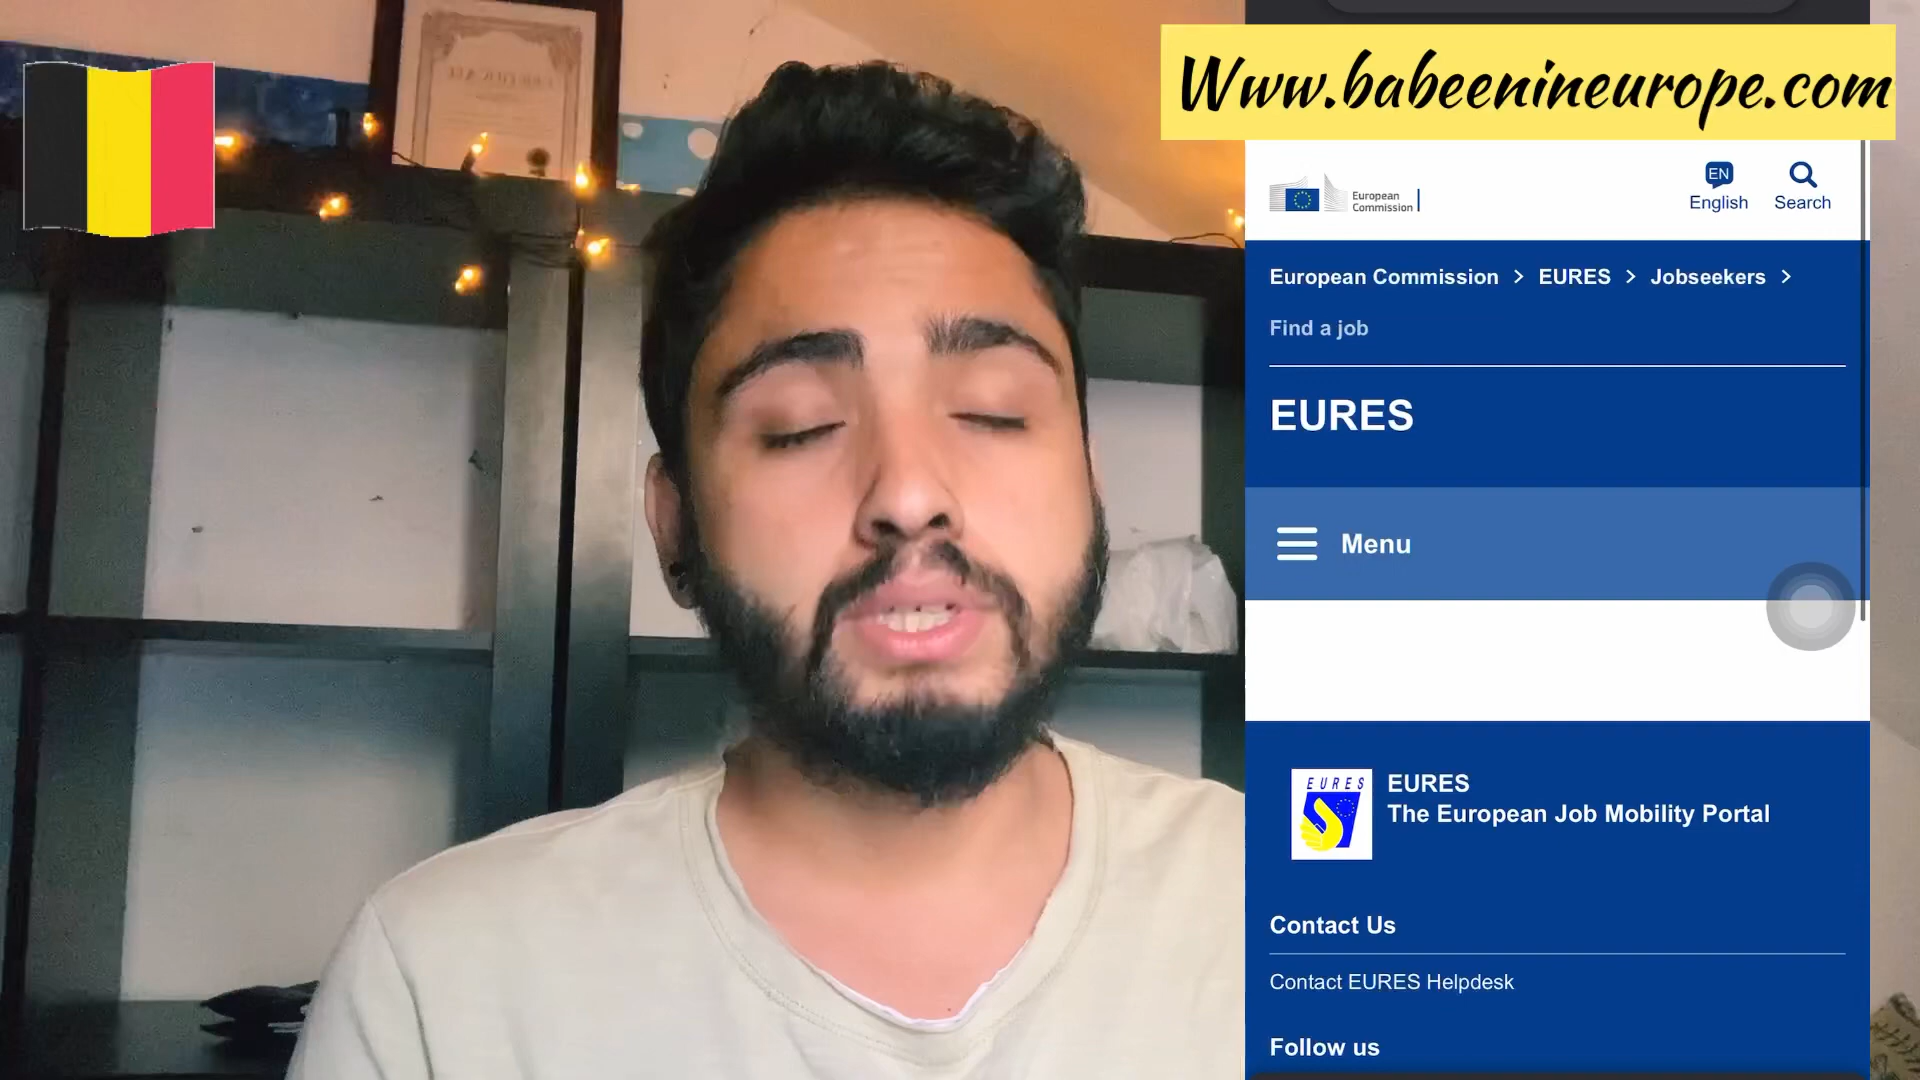 Www.babeenineurope.com
European
Commission
EN
English
Search
European Commission > EURES > Jobseekers >
Find a job
EURES
Menu
EURES
EURES
The European Job Mobility Portal
Contact Us
Contact EURES Helpdesk
Follow us